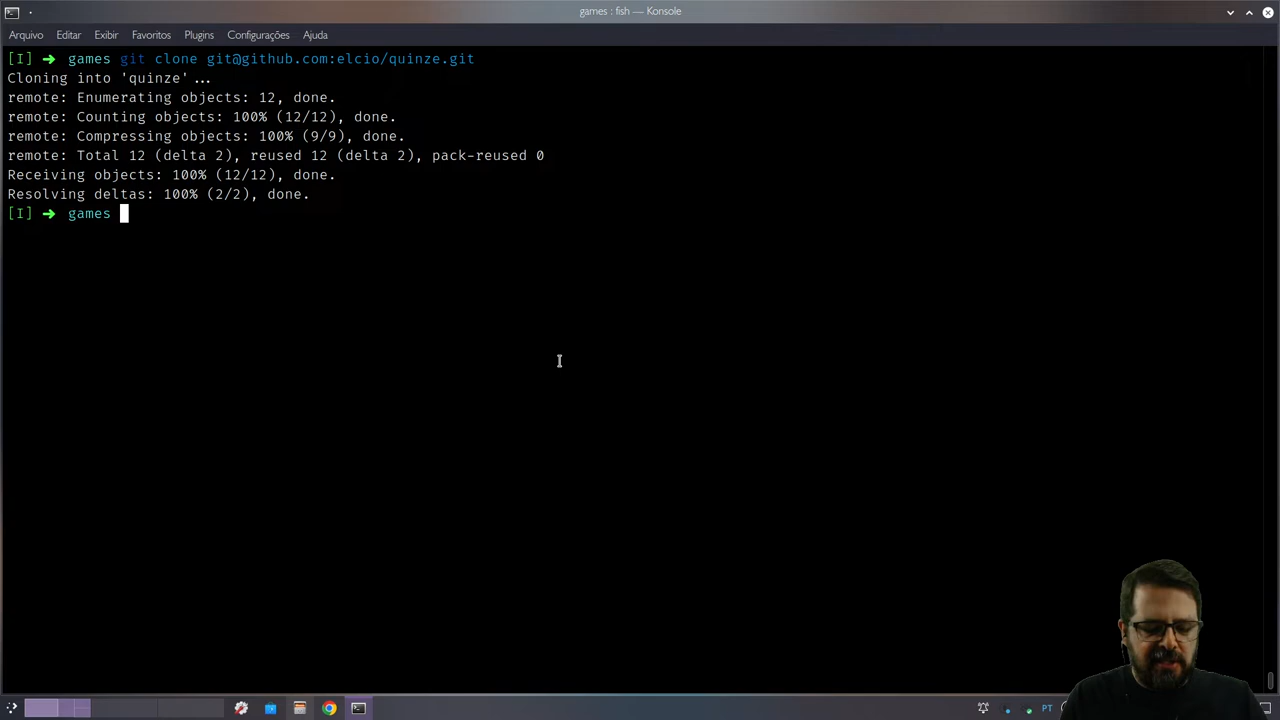 games : fish — Konsole
Arquivo Editar Exibir Favoritos Plugins Configurações Ajuda
[I] ➜ games git clone git@github.com:elcio/quinze.git
Cloning into 'quinze'...
remote: Enumerating objects: 12, done.
remote: Counting objects: 100% (12/12), done.
remote: Compressing objects: 100% (9/9), done.
remote: Total 12 (delta 2), reused 12 (delta 2), pack-reused 0
Receiving objects: 100% (12/12), done.
Resolving deltas: 100% (2/2), done.
[I] ➜ games
PT